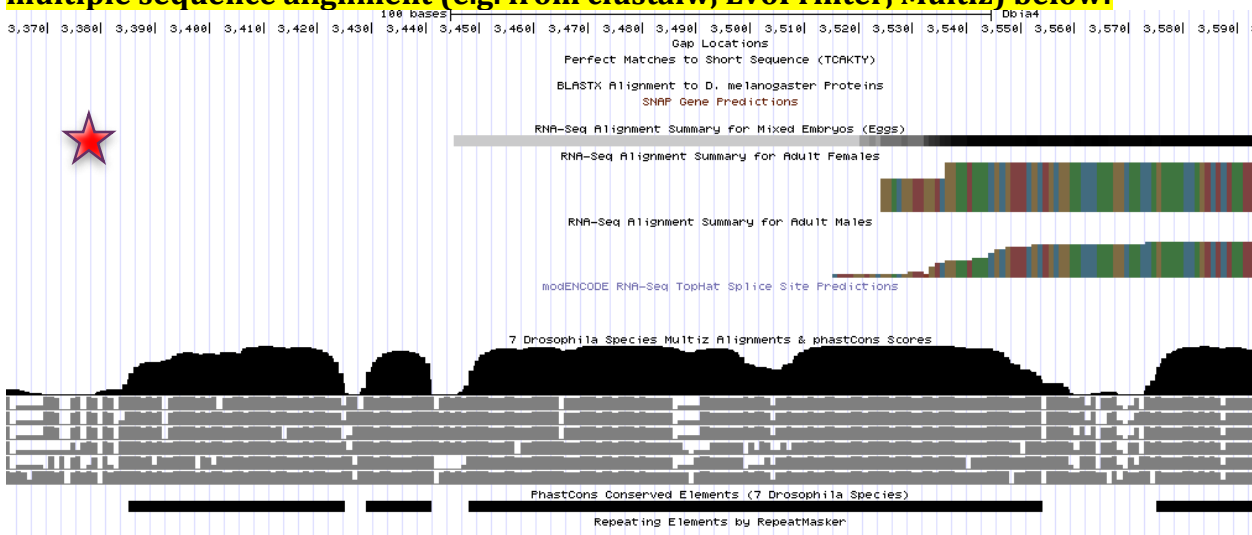 multiple sequence alignment (e.g. from clustalw, EvoPrinter, Multiz) below:
100 bases Dbia4
3,370| 3,380| 3,390| 3,400| 3,410| 3,420| 3,430| 3,440| 3,450| 3,460| 3,470| 3,480| 3,490| 3,500| 3,510| 3,520| 3,530| 3,540| 3,550| 3,560| 3,570| 3,580| 3,590|
Gap Locations
Perfect Matches to Short Sequence (TCAKTY)
BLASTX Alignment to D. melanogaster Proteins
SNAP Gene Predictions
RNA-Seq Alignment Summary for Mixed Embryos (Eggs)
RNA-Seq Alignment Summary for Adult Females
RNA-Seq Alignment Summary for Adult Males
modENCODE RNA-Seq TopHat Splice Site Predictions
7 Drosophila Species Multiz Alignments & phastCons Scores
PhastCons Conserved Elements (7 Drosophila Species)
Repeating Elements by RepeatMasker